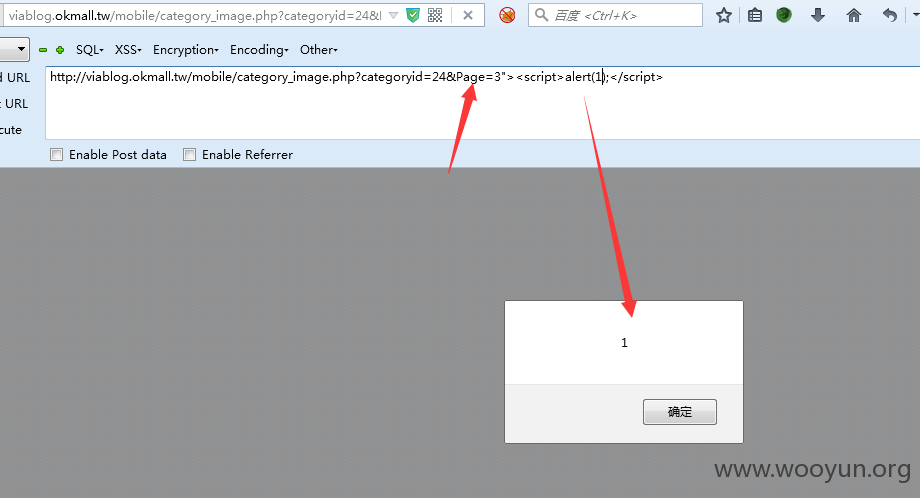 viablog.okmall.tw/mobile/category_image.php?categoryid=24&
百度 <Ctrl+K>
SQL XSS Encryption Encoding Other
URL
http://viablog.okmall.tw/mobile/category_image.php?categoryid=24&Page=3"><script>alert(1);</script>
URL
Enable Post data Enable Referrer
1
确定
www.wooyun.org